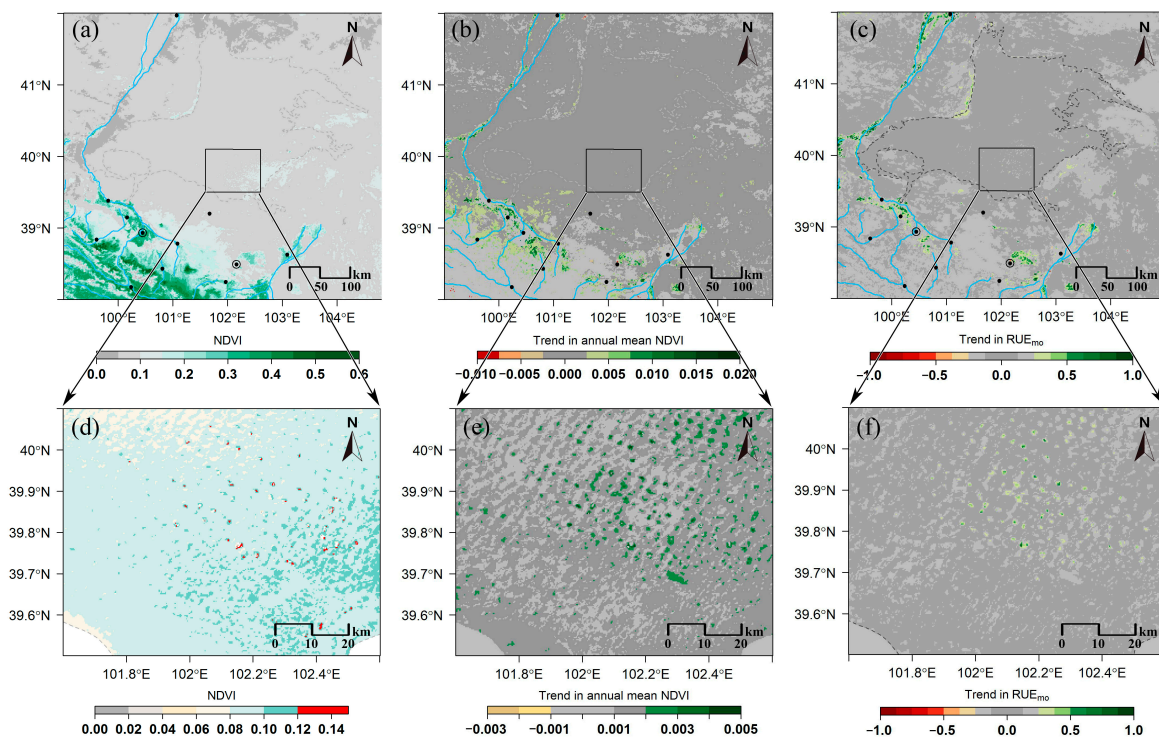 (a) N
41°N
40°N
39°N
0 50 100
km
100°E 101°E 102°E 103°E 104°E
NDVI
0.0 0.1 0.2 0.3 0.4 0.5 0.6
(b) N
0 50 100
km
100°E 101°E 102°E 103°E 104°E
Trend in annual mean NDVI
−0.010 −0.005 0.000 0.005 0.010 0.015 0.020
(c) N
41°N
40°N
39°N
0 50 100
km
100°E 101°E 102°E 103°E 104°E
Trend in RUEmo
−1.0 −0.5 0.0 0.5 1.0
(d) N
40°N
39.9°N
39.8°N
39.7°N
39.6°N
km
0 10 20
101.8°E 102°E 102.2°E 102.4°E
NDVI
0.00 0.02 0.04 0.06 0.08 0.10 0.12 0.14
(e) N
40°N
39.9°N
39.8°N
39.7°N
39.6°N
km
0 10 20
101.8°E 102°E 102.2°E 102.4°E
Trend in annual mean NDVI
−0.003 −0.001 0.001 0.003 0.005
(f) N
40°N
39.9°N
39.8°N
39.7°N
39.6°N
km
0 10 20
101.8°E 102°E 102.2°E 102.4°E
Trend in RUEmo
−1.0 −0.5 0.0 0.5 1.0